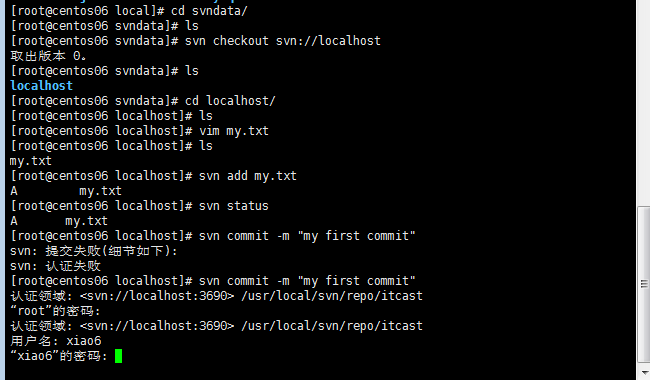 [root@centos06 local]# cd svndata/
[root@centos06 svndata]# ls
[root@centos06 svndata]# svn checkout svn://localhost
取出版本 0。
[root@centos06 svndata]# ls
localhost
[root@centos06 svndata]# cd localhost/
[root@centos06 localhost]# ls
[root@centos06 localhost]# vim my.txt
[root@centos06 localhost]# ls
my.txt
[root@centos06 localhost]# svn add my.txt
A         my.txt
[root@centos06 localhost]# svn status
A       my.txt
[root@centos06 localhost]# svn commit -m "my first commit"
svn: 提交失败(细节如下):
svn: 认证失败
[root@centos06 localhost]# svn commit -m "my first commit"
认证领域: <svn://localhost:3690> /usr/local/svn/repo/itcast
“root”的密码:
认证领域: <svn://localhost:3690> /usr/local/svn/repo/itcast
用户名: xiao6
“xiao6”的密码: